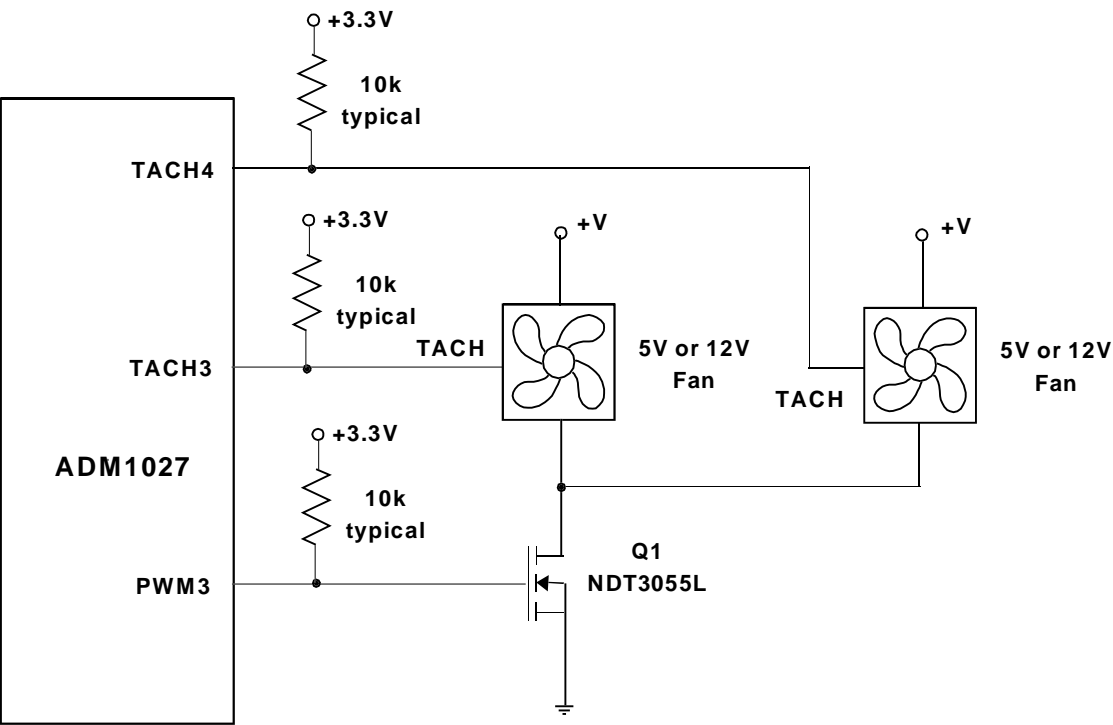 +3.3V
10k
typical
TACH4
+3.3V
+V
+V
10k
typical
TACH
5V or 12V
Fan
5V or 12V
Fan
TACH3
TACH
+3.3V
ADM1027
10k
typical
Q1
NDT3055L
PWM3